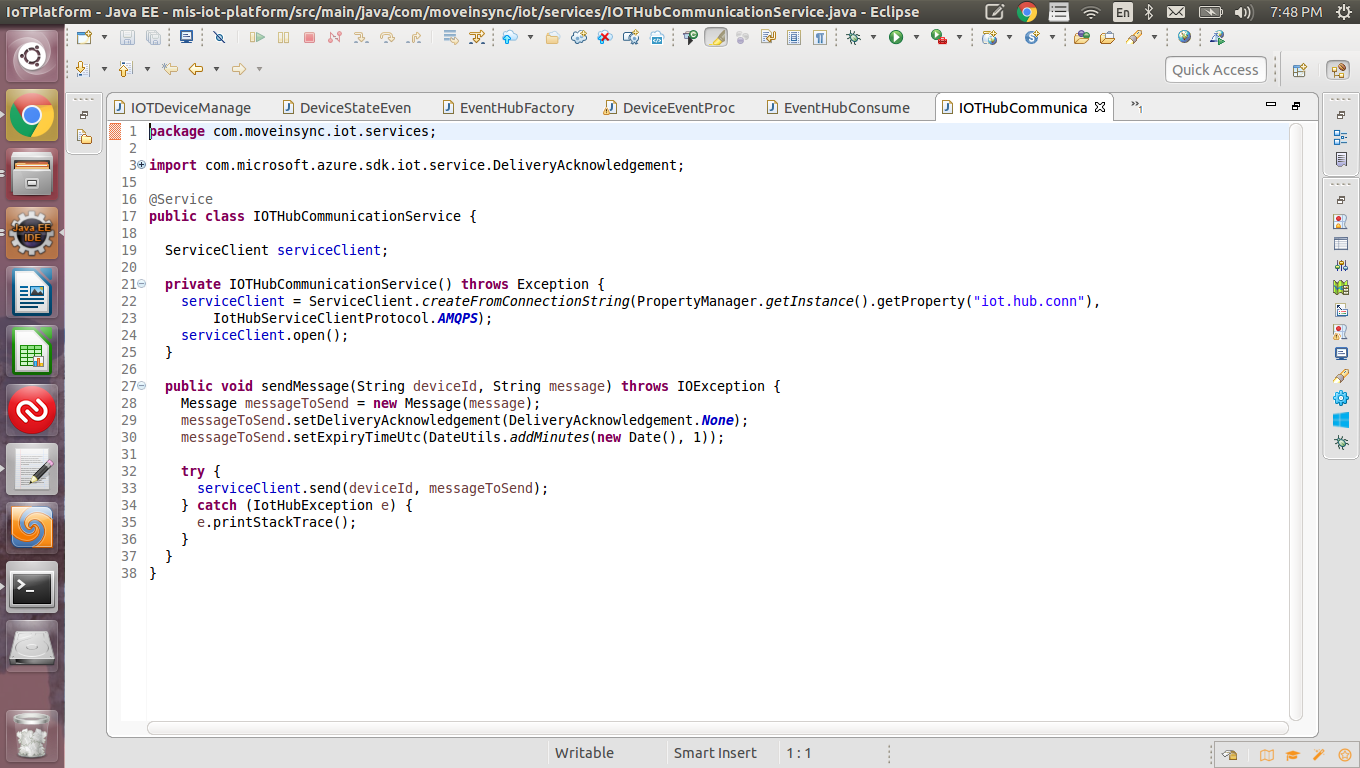 IoTPlatform - Java EE - mis-iot-platform/src/main/java/com/moveinsync/iot/services/IOTHubCommunicationService.java - Eclipse
En
7:48 PM
Quick Access
IOTDeviceManage
DeviceStateEven
EventHubFactory
DeviceEventProc
EventHubConsume
IOTHubCommunica
»1
1 package com.moveinsync.iot.services;
2
3 import com.microsoft.azure.sdk.iot.service.DeliveryAcknowledgement;
15
16 @Service
17 public class IOTHubCommunicationService {
18
19 ServiceClient serviceClient;
20
21 private IOTHubCommunicationService() throws Exception {
22 serviceClient = ServiceClient.createFromConnectionString(PropertyManager.getInstance().getProperty("iot.hub.conn"),
23 IotHubServiceClientProtocol.AMQPS);
24 serviceClient.open();
25 }
26
27 public void sendMessage(String deviceId, String message) throws IOException {
28 Message messageToSend = new Message(message);
29 messageToSend.setDeliveryAcknowledgement(DeliveryAcknowledgement.None);
30 messageToSend.setExpiryTimeUtc(DateUtils.addMinutes(new Date(), 1));
31
32 try {
33 serviceClient.send(deviceId, messageToSend);
34 } catch (IotHubException e) {
35 e.printStackTrace();
36 }
37 }
38 }
Java EE
IDE
Writable
Smart Insert
1 : 1